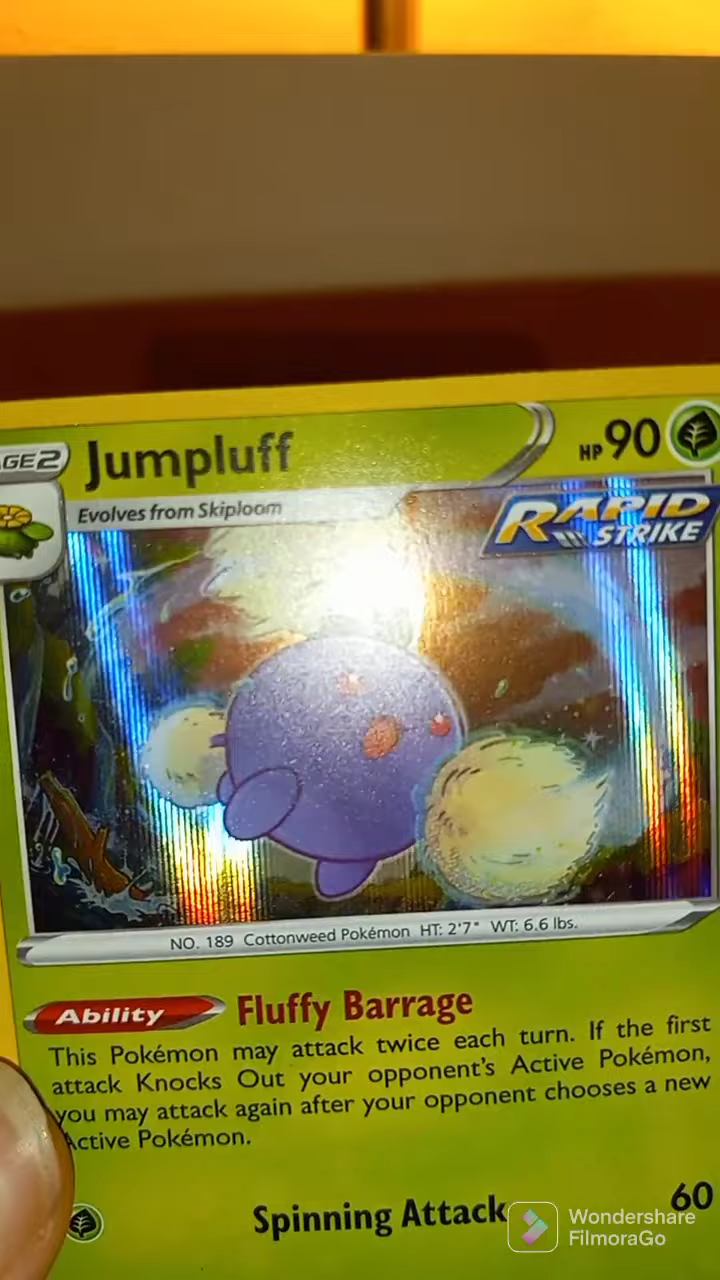 GE2
Jumpluff
HP 90
Evolves from Skiploom
RAPID
STRIKE
NO. 189 Cottonweed Pokémon HT: 2'7" WT: 6.6 lbs.
Ability Fluffy Barrage
This Pokémon may attack twice each turn. If the first
attack Knocks Out your opponent's Active Pokémon,
you may attack again after your opponent chooses a new
Active Pokémon.
Spinning Attack 60
Wondershare
FilmoraGo